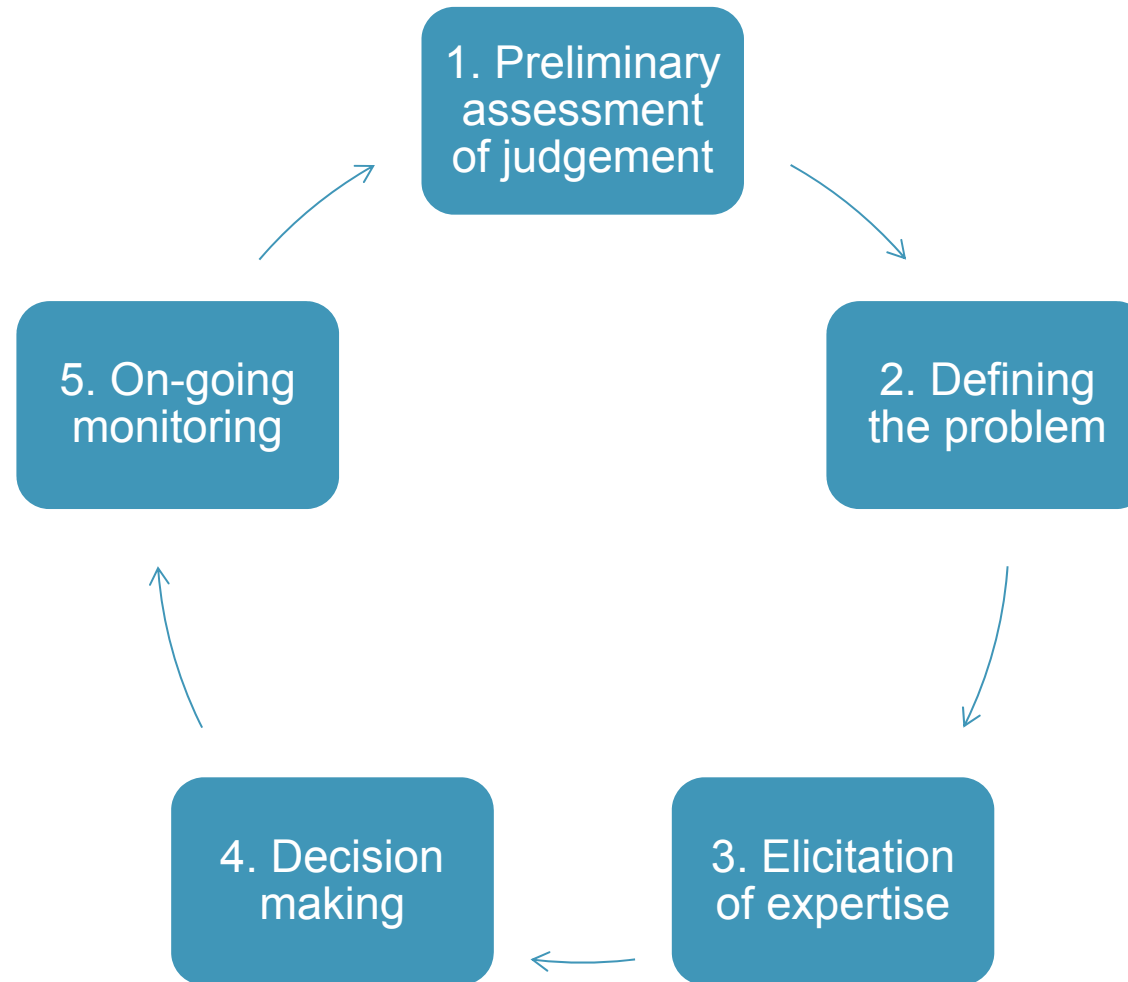 1. Preliminary
assessment
of judgement
2. Defining
the problem
3. Elicitation
of expertise
4. Decision
making
5. On-going
monitoring